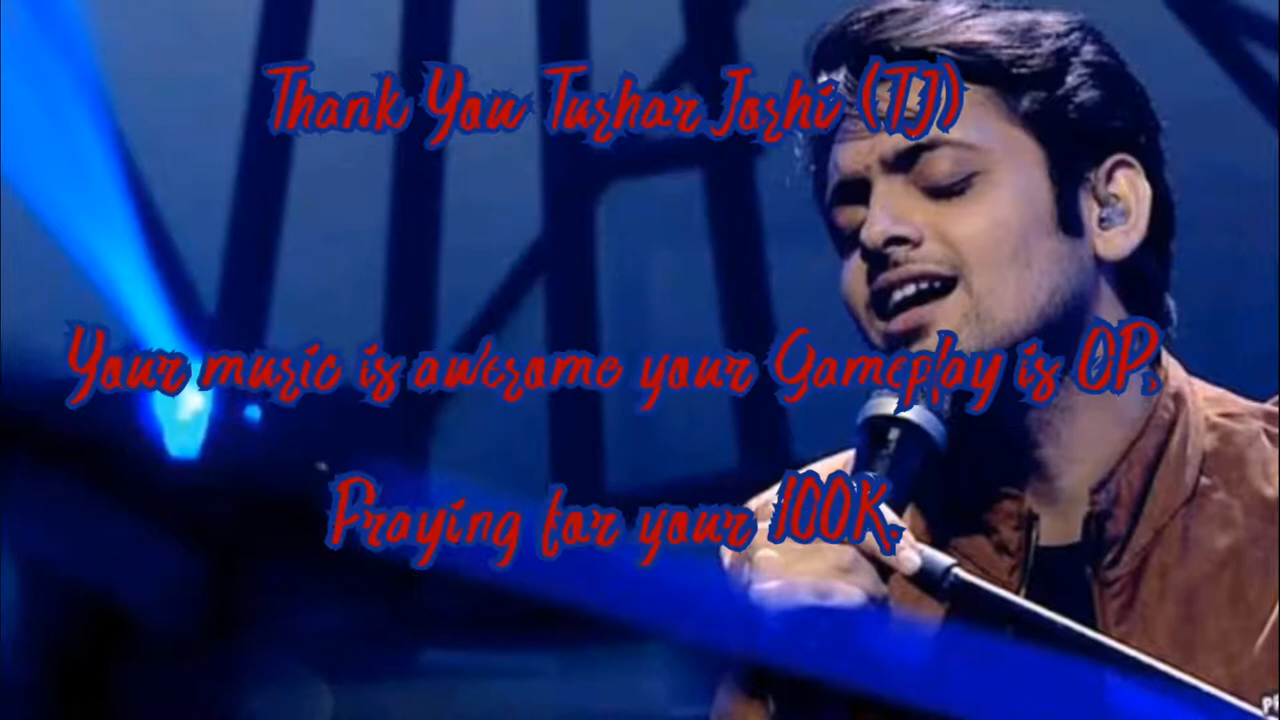 Thank You Tushar Joshi (TJ)
Your music is awesome your Gameplay is OP.
Praying for your 100K.